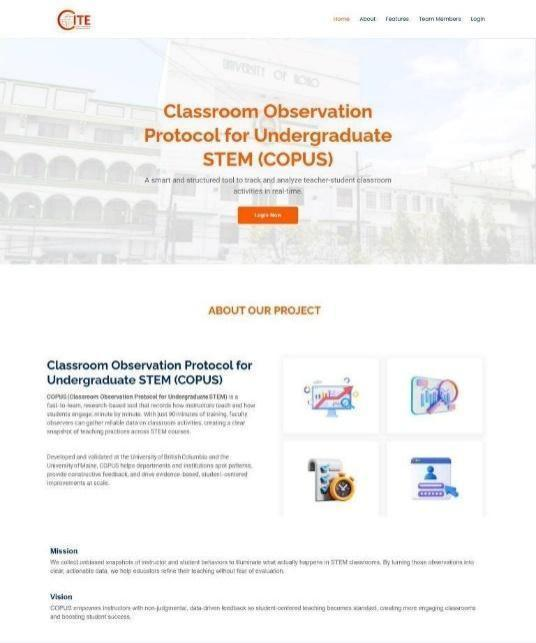 CITE
Home About Features Team Members Login
UNIVERSITY OF ILOILO
Classroom Observation
Protocol for Undergraduate
STEM (COPUS)
A smart and structured tool to track and analyze teacher-student classroom
activities in real-time.
Login Now
ABOUT OUR PROJECT
Classroom Observation Protocol for
Undergraduate STEM (COPUS)
COPUS (Classroom Observation Protocol for Undergraduate STEM) is a
fast-to-learn, research-based tool that records how instructors teach and how
students engage, minute by minute. With just 90 minutes of training, faculty
observers can gather reliable data on classroom activities, creating a clear
snapshot of teaching practices across STEM courses.
Developed and validated at the University of British Columbia and the
University of Maine, COPUS helps departments and institutions spot patterns,
provide constructive feedback, and drive evidence-based, student-centered
improvements at scale.
Mission
We collect unbiased snapshots of instructor and student behaviors to illuminate what actually happens in STEM classrooms. By turning those observations into
clear, actionable data, we help educators refine their teaching without fear of evaluation.
Vision
COPUS empowers instructors with non-judgmental, data-driven feedback so student-centered teaching becomes standard, creating more engaging classrooms
and boosting student success.